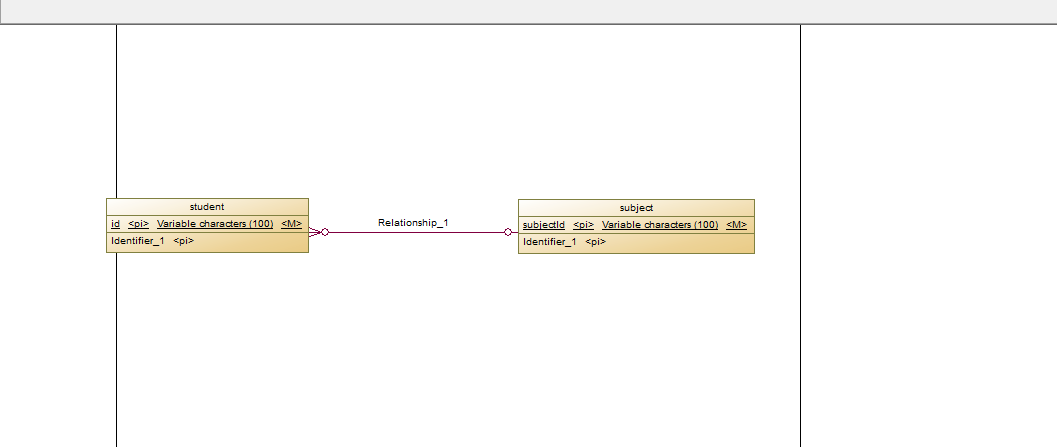 student
id <pi> Variable characters (100) <M>
Identifier_1 <pi>
Relationship_1
subject
subjectId <pi> Variable characters (100) <M>
Identifier_1 <pi>